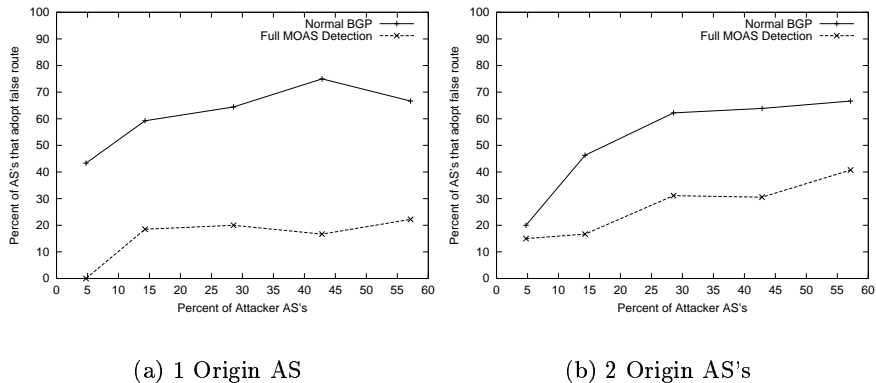 100
90
80
70
60
50
40
30
20
10
0
Percent of AS's that adopt false route
Normal BGP
Full MOAS Detection
0 5 10 15 20 25 30 35 40 45 50 55 60
Percent of Attacker AS's
(a) 1 Origin AS
100
90
80
70
60
50
40
30
20
10
0
Percent of AS's that adopt false route
Normal BGP
Full MOAS Detection
0 5 10 15 20 25 30 35 40 45 50 55 60
Percent of Attacker AS's
(b) 2 Origin AS's